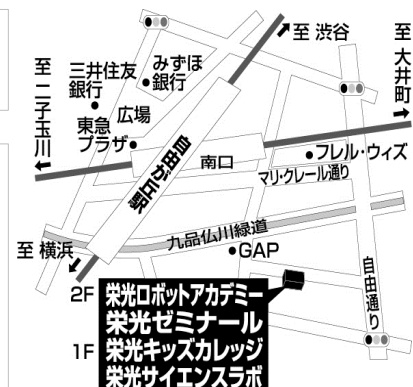 至 渋谷
至 大井町
至 二子玉川
三井住友
銀行
みずほ
銀行
広場
東急
プラザ
自由が丘駅
南口
フレル・ウィズ
マリ・クレール通り
九品仏川緑道
至 横浜
GAP
自由通り
2F 栄光ロボットアカデミー
栄光ゼミナール
1F 栄光キッズカレッジ
栄光サイエンスラボ